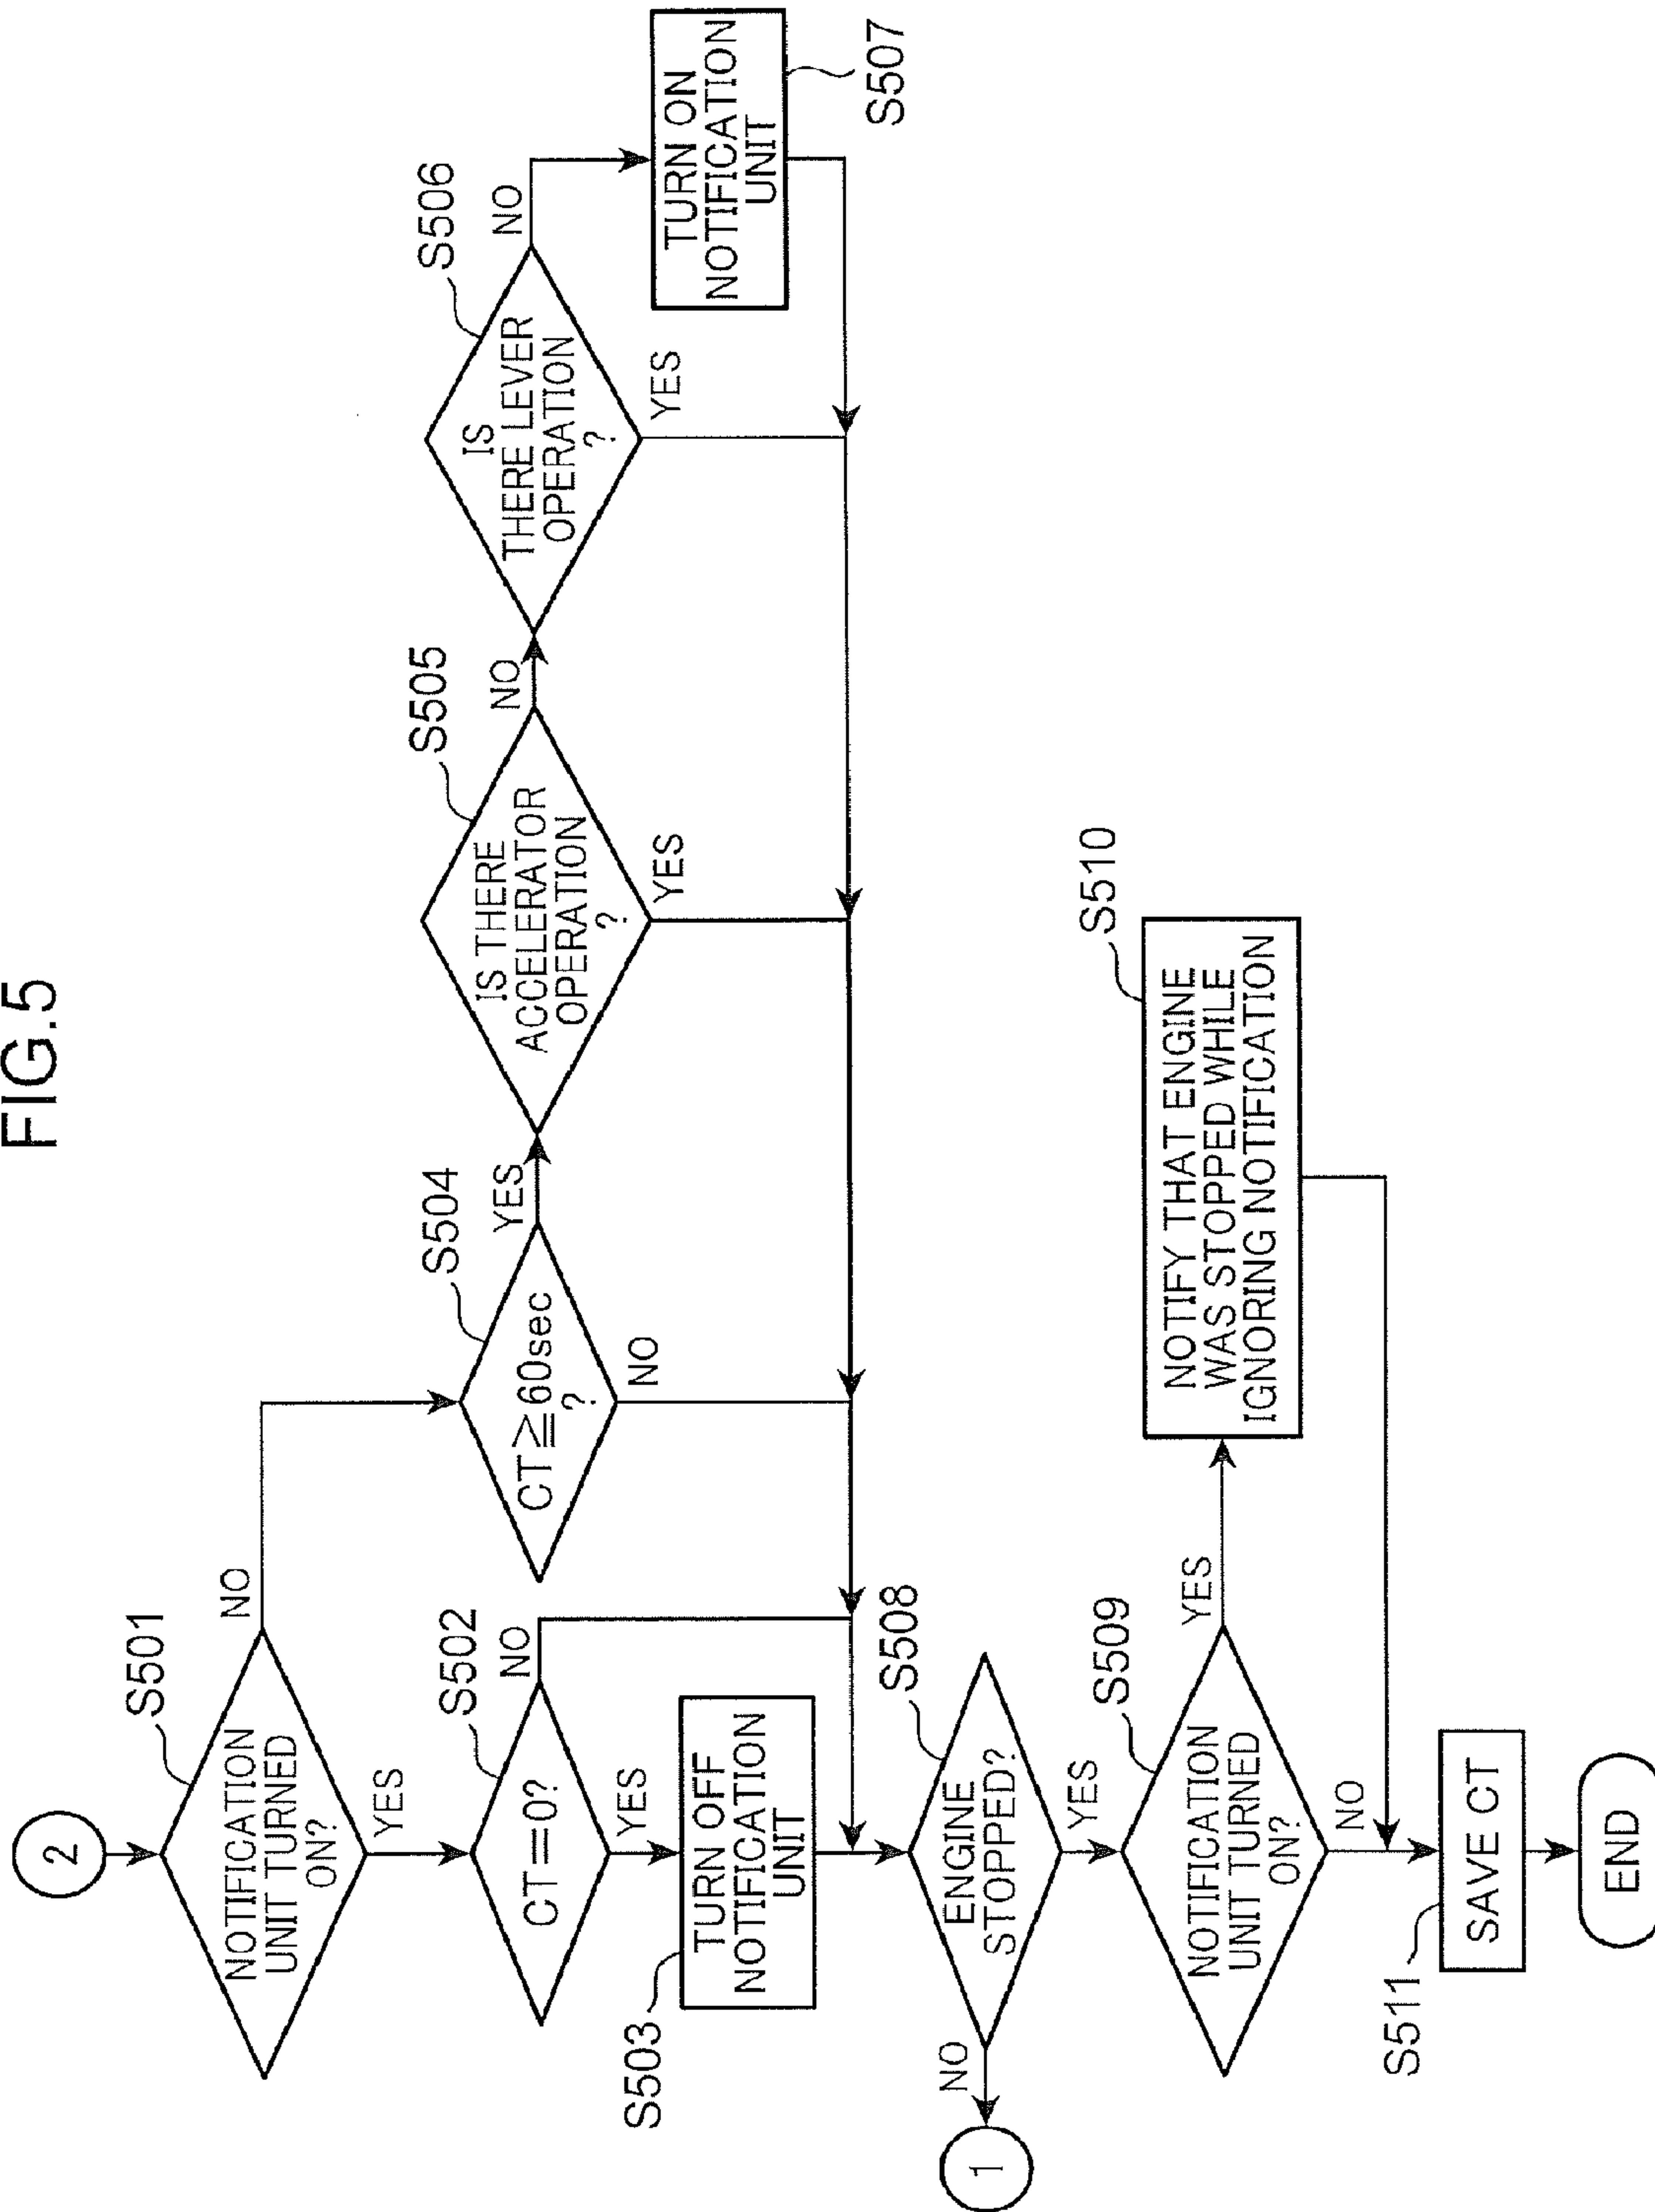 FIG.5
2
S501
NOTIFICATION
UNIT TURNED
ON?
NO
YES
S502
CT=0?
NO
YES
S503
TURN OFF
NOTIFICATION
UNIT
S504
CT≧60sec
?
YES
NO
S505
IS THERE
ACCELERATOR
OPERATION
?
NO
YES
S506
IS
THERE LEVER
OPERATION
?
NO
YES
TURN ON
NOTIFICATION
UNIT
S507
S508
ENGINE
STOPPED?
NO
1
YES
S509
NOTIFICATION
UNIT TURNED
ON?
YES
NO
S510
NOTIFY THAT ENGINE
WAS STOPPED WHILE
IGNORING NOTIFICATION
S511
SAVE CT
END